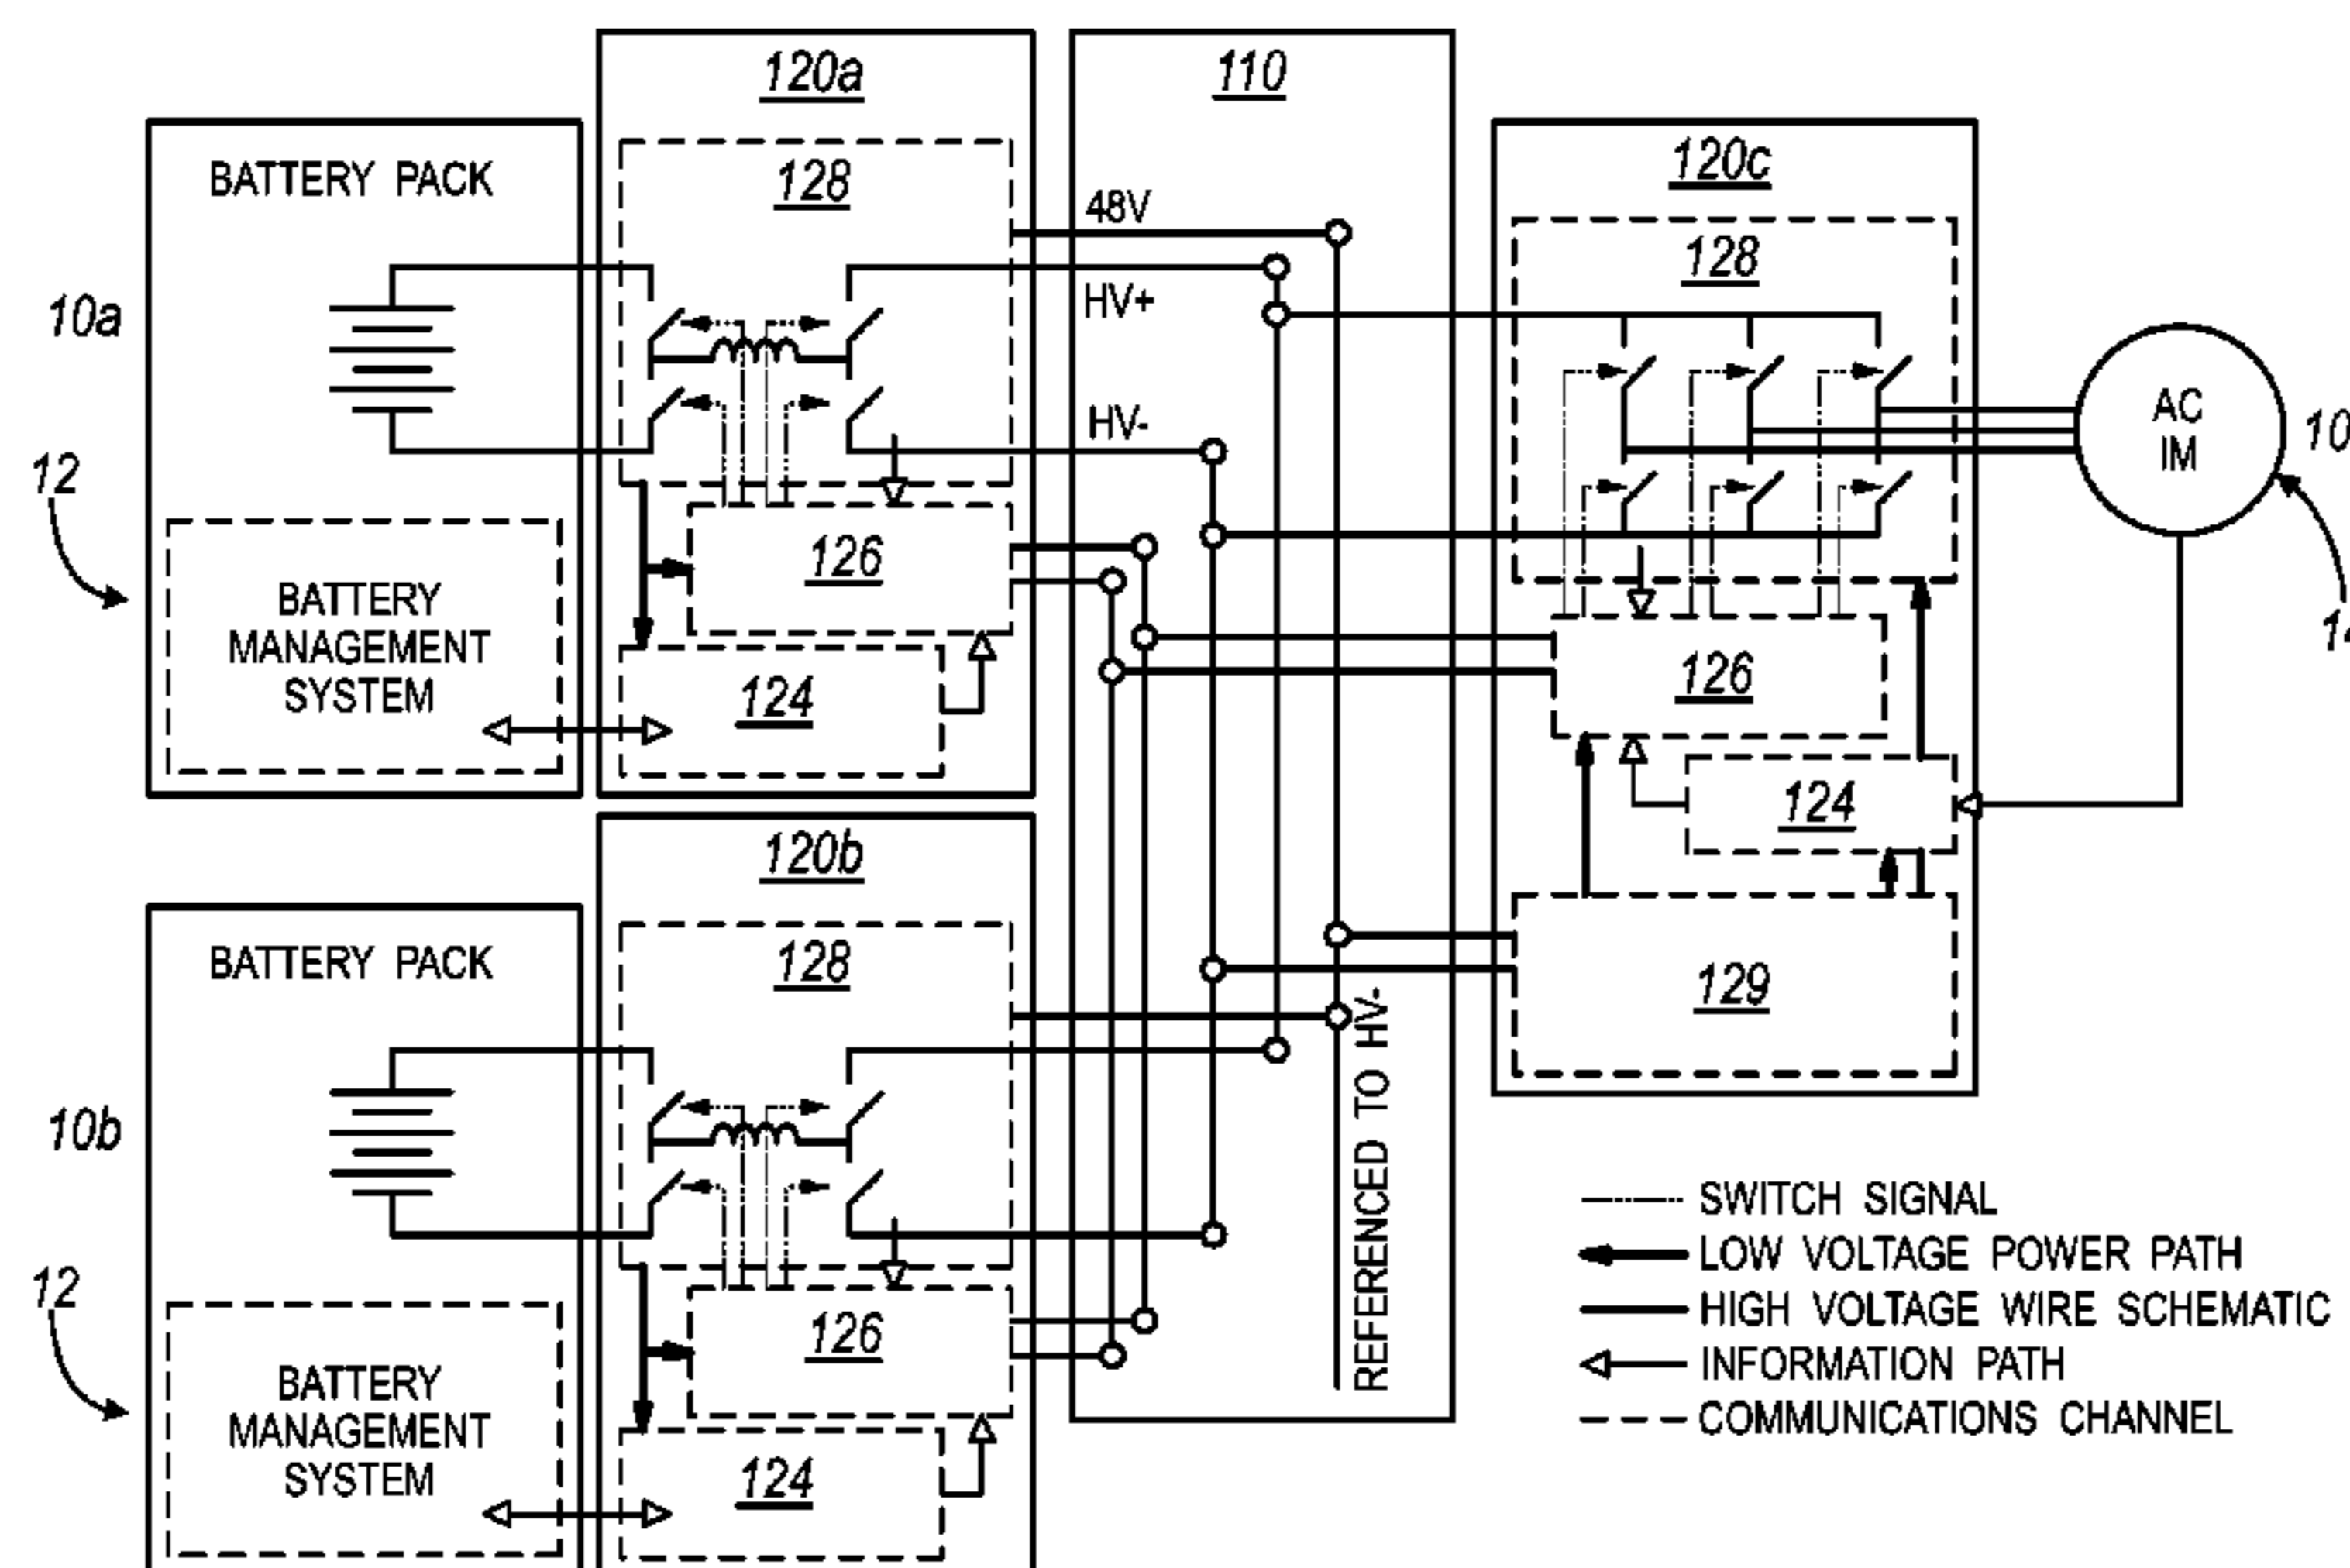 120a
110
120c
BATTERY PACK
128
48V
128
10a
HV+
HV-
AC
IM
12
126
BATTERY
MANAGEMENT
SYSTEM
126
124
124
120b
BATTERY PACK
128
129
REFERENCED TO HV-
10b
SWITCH SIGNAL
LOW VOLTAGE POWER PATH
HIGH VOLTAGE WIRE SCHEMATIC
INFORMATION PATH
COMMUNICATIONS CHANNEL
12
126
BATTERY
MANAGEMENT
SYSTEM
124